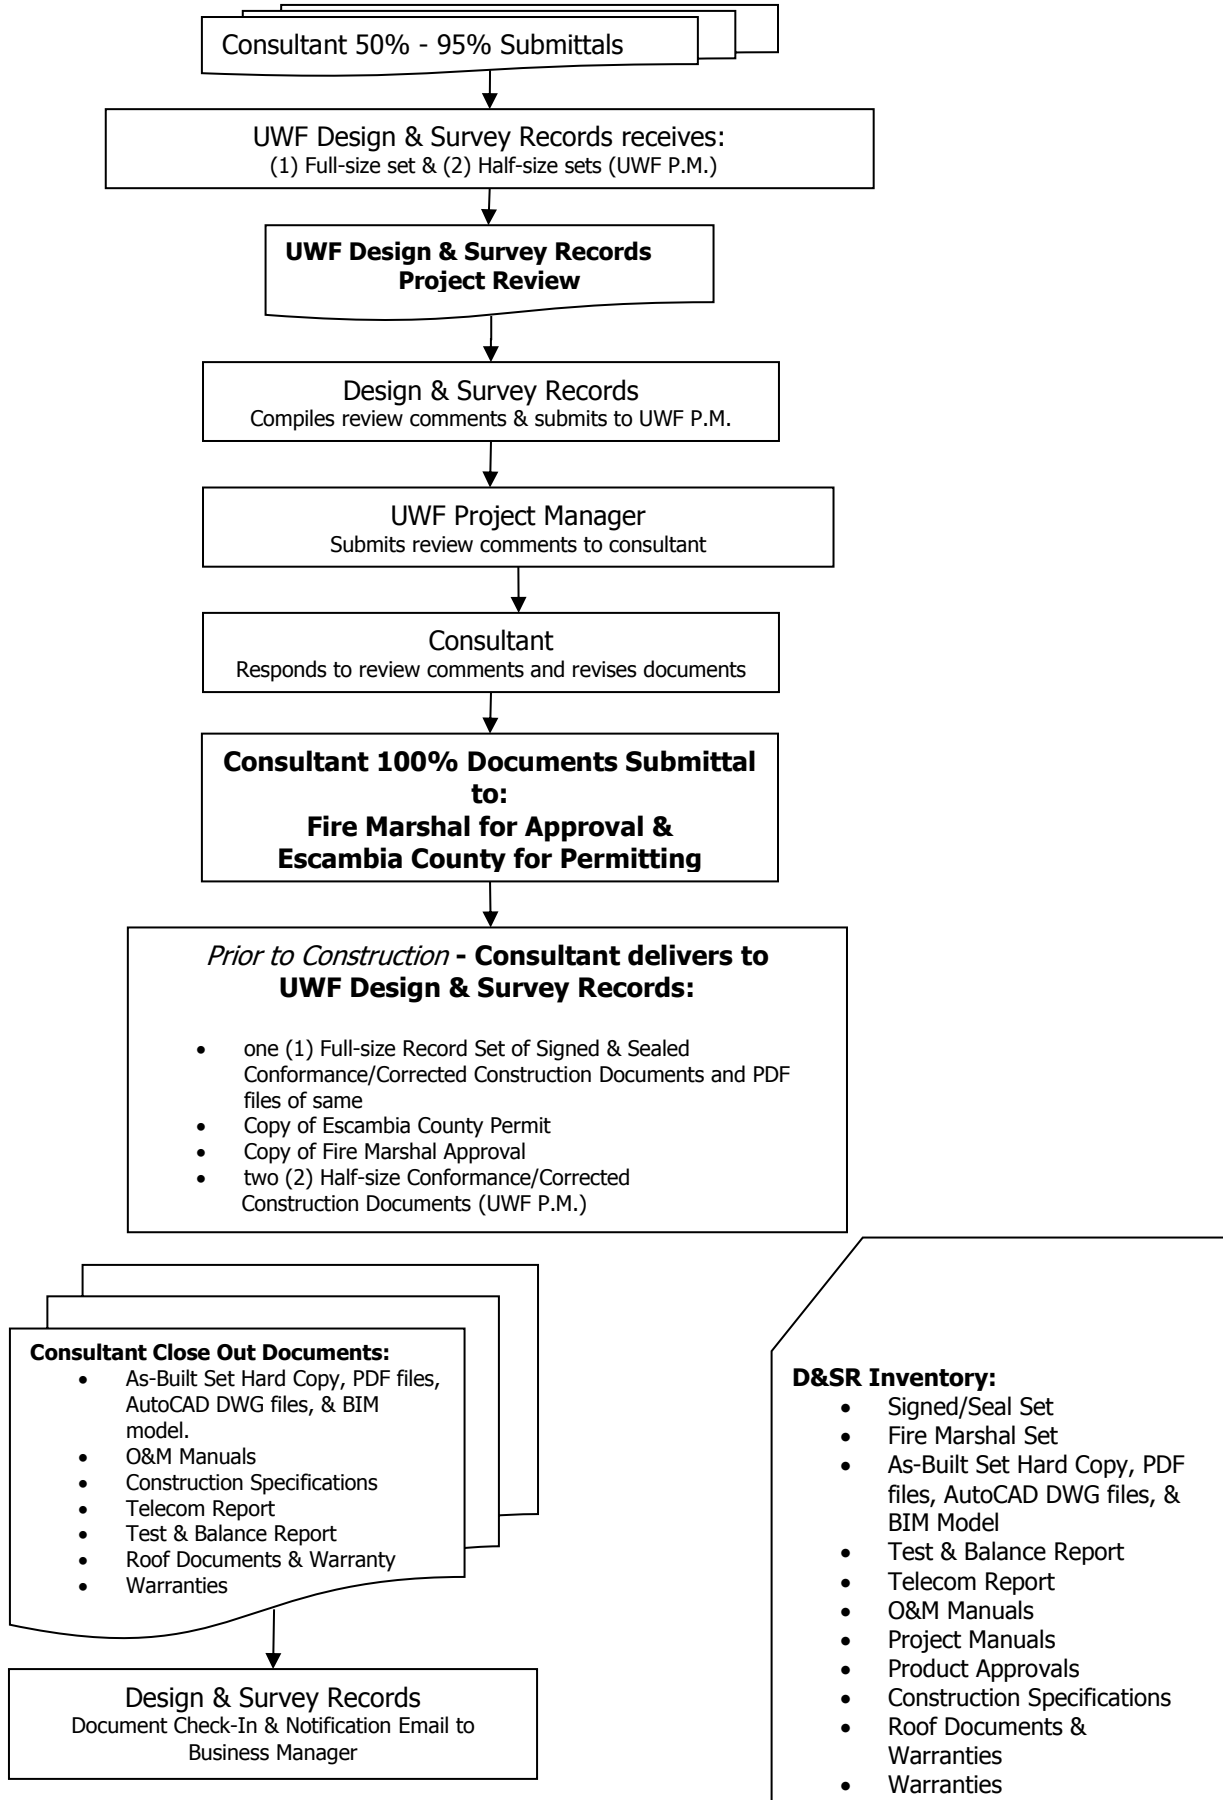 Consultant 50% - 95% Submittals
UWF Design & Survey Records receives:
(1) Full-size set & (2) Half-size sets (UWF P.M.)
UWF Design & Survey Records
Project Review
Design & Survey Records
Compiles review comments & submits to UWF P.M.
UWF Project Manager
Submits review comments to consultant
Consultant
Responds to review comments and revises documents
Consultant 100% Documents Submittal
to:
Fire Marshal for Approval &
Escambia County for Permitting
Prior to Construction - Consultant delivers to
UWF Design & Survey Records:
• one (1) Full-size Record Set of Signed & Sealed
Conformance/Corrected Construction Documents and PDF
files of same
• Copy of Escambia County Permit
• Copy of Fire Marshal Approval
• two (2) Half-size Conformance/Corrected
Construction Documents (UWF P.M.)
Consultant Close Out Documents:
• As-Built Set Hard Copy, PDF files,
AutoCAD DWG files, & BIM
model.
• O&M Manuals
• Construction Specifications
• Telecom Report
• Test & Balance Report
• Roof Documents & Warranty
• Warranties
Design & Survey Records
Document Check-In & Notification Email to
Business Manager
D&SR Inventory:
• Signed/Seal Set
• Fire Marshal Set
• As-Built Set Hard Copy, PDF
files, AutoCAD DWG files, &
BIM Model
• Test & Balance Report
• Telecom Report
• O&M Manuals
• Project Manuals
• Product Approvals
• Construction Specifications
• Roof Documents &
Warranties
• Warranties